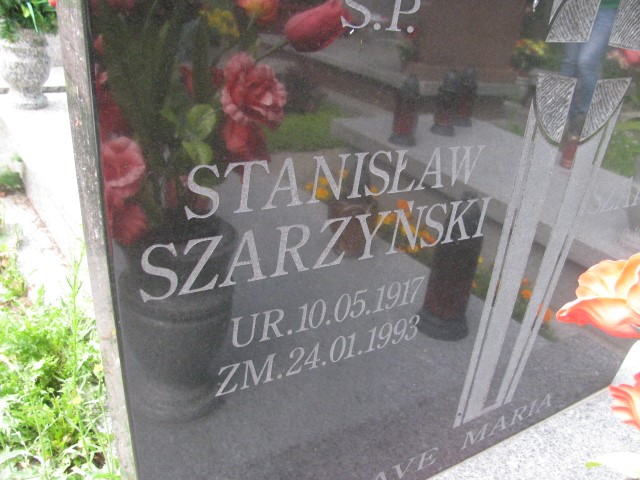 S.P.
STANISŁAW
SZARZYŃSKI
UR.10.05.1917
ZM.24.01.1993
AVE MARIA